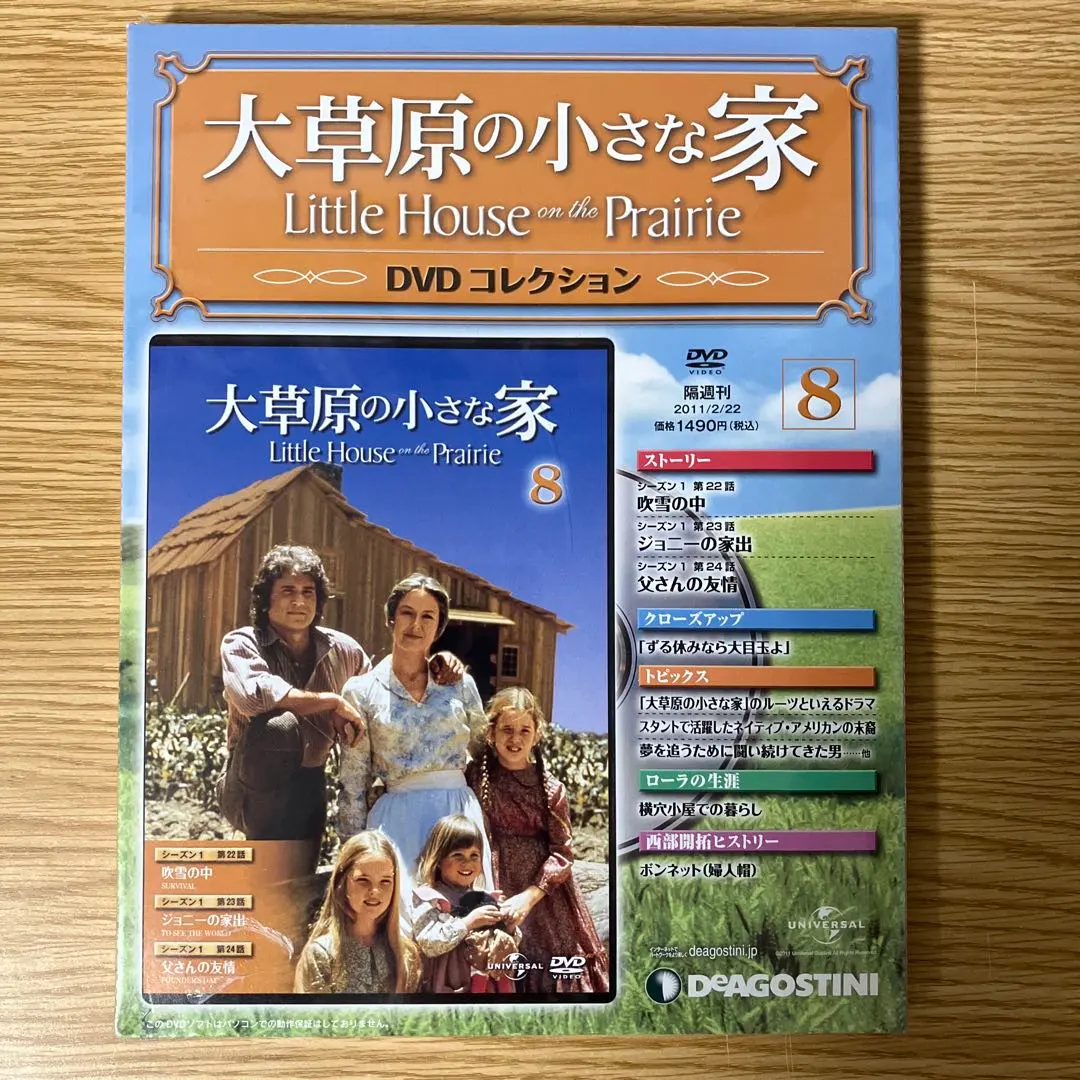 大草原の小さな家
Little House on the Prairie
DVD コレクション
大草原の小さな家
Little House on the Prairie
8
シーズン1 第22話
吹雪の中
SURVIVAL
シーズン1 第23話
ジョニーの家出
TO SEE THE WORLD
シーズン1 第24話
父さんの友情
FOUNDER'S DAY
UNIVERSAL
DVD
VIDEO
DVD
VIDEO
隔週刊
2011/2/22
価格1490円(税込)
8
ストーリー
シーズン1 第22話
吹雪の中
シーズン1 第23話
ジョニーの家出
シーズン1 第24話
父さんの友情
クローズアップ
「ずる休みなら大目玉よ」
トピックス
「大草原の小さな家」のルーツといえるドラマ
スタントで活躍したネイティブ・アメリカンの末裔
夢を追うために闘い続けてきた男……他
ローラの生涯
横穴小屋での暮らし
西部開拓ヒストリー
ボンネット(婦人帽)
UNIVERSAL
©2011 Universal Studios All Rights Reserved.
deagostini.jp
DeAGOSTINI
このDVDソフトはパソコンでの動作保証はしておりません。